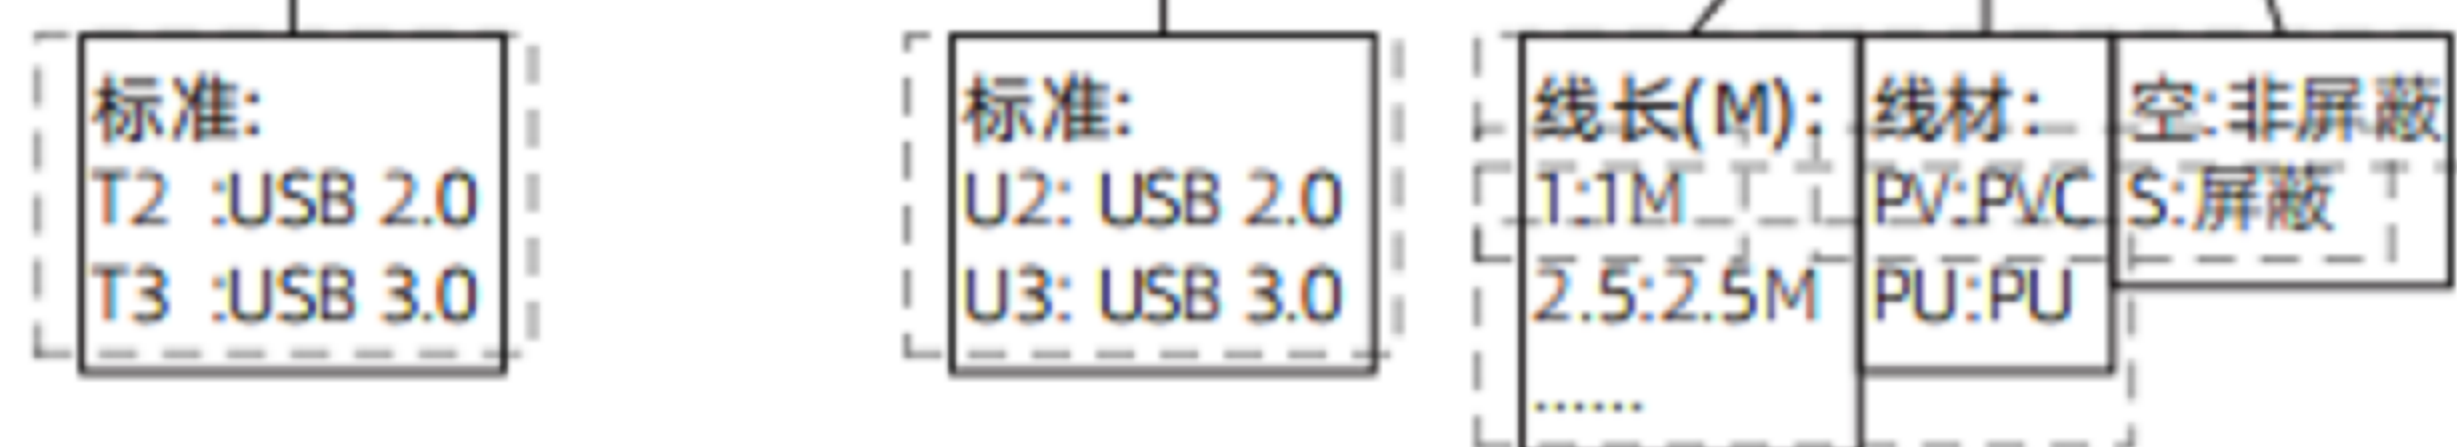 标准:
T2 :USB 2.0
T3 :USB 3.0
标准:
U2: USB 2.0
U3: USB 3.0
线长(M):
1:1M
2.5:2.5M
......
线材:
PV:PVC
PU:PU
空:非屏蔽
S:屏蔽